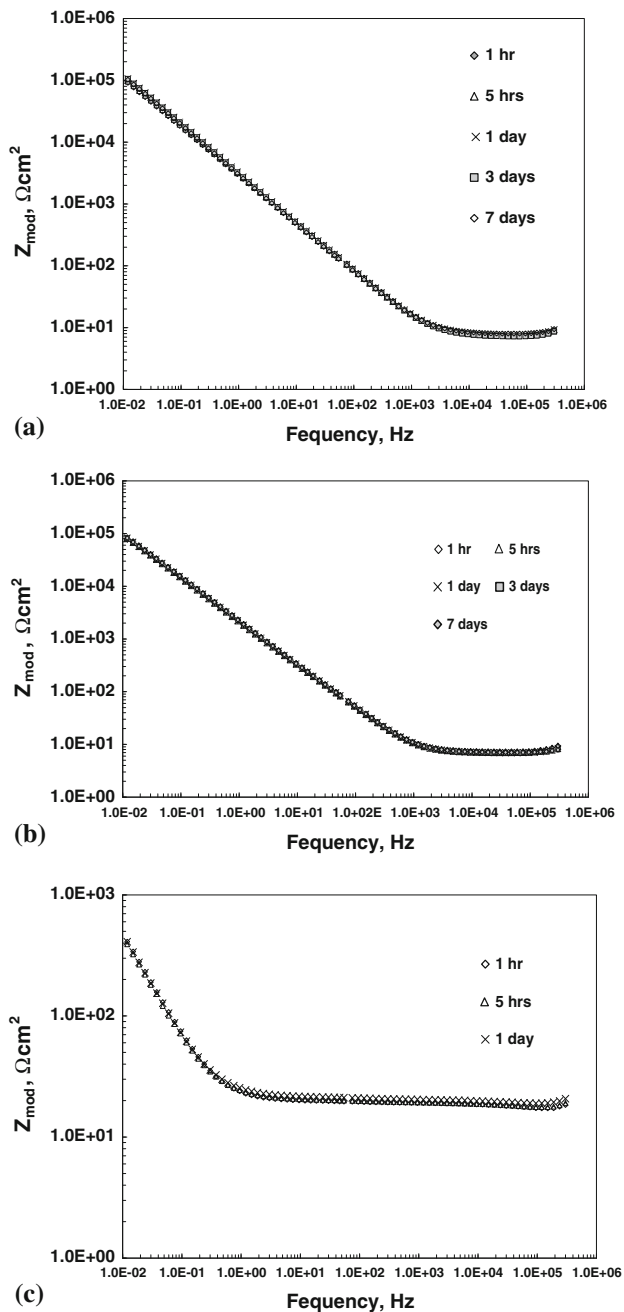 1.0E+06
1.0E+05
1.0E+04
1.0E+03
1.0E+02
1.0E+01
1.0E+00
Zmod, Ωcm²
1 hr
5 hrs
1 day
3 days
7 days
1.0E-02 1.0E-01 1.0E+00 1.0E+01 1.0E+02 1.0E+03 1.0E+04 1.0E+05 1.0E+06
(a)
Fequency, Hz
1.0E+06
1.0E+05
1.0E+04
1.0E+03
1.0E+02
1.0E+01
1.0E+00
Zmod, Ωcm²
1 hr 5 hrs
1 day 3 days
7 days
1.0E-02 1.0E-01 1.0E+00 1.0E+01 1.0+02E 1.0E+03 1.0E+04 1.0E+05 1.0E+06
(b)
Fequency, Hz
1.0E+03
1.0E+02
1.0E+01
1.0E+00
Zmod, Ωcm²
1 hr
5 hrs
1 day
1.0E-02 1.0E-01 1.0E+00 1.0E+01 1.0E+02 1.0E+03 1.0E+04 1.0E+05 1.0E+06
(c)
Fequency, Hz